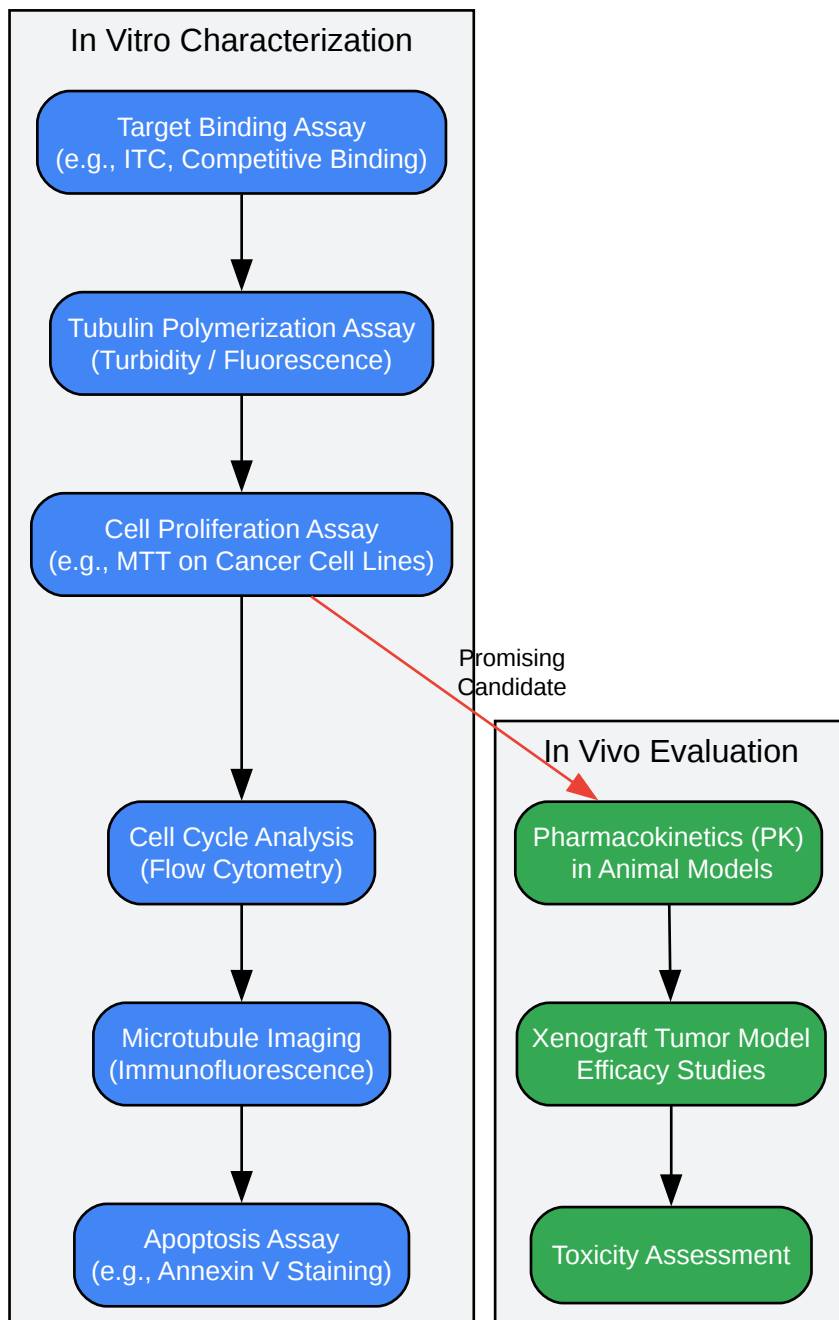 In Vitro Characterization
Target Binding Assay
(e.g., ITC, Competitive Binding)
Tubulin Polymerization Assay
(Turbidity / Fluorescence)
Cell Proliferation Assay
(e.g., MTT on Cancer Cell Lines)
Promising
Candidate
Cell Cycle Analysis
(Flow Cytometry)
Microtubule Imaging
(Immunofluorescence)
Apoptosis Assay
(e.g., Annexin V Staining)
In Vivo Evaluation
Pharmacokinetics (PK)
in Animal Models
Xenograft Tumor Model
Efficacy Studies
Toxicity Assessment